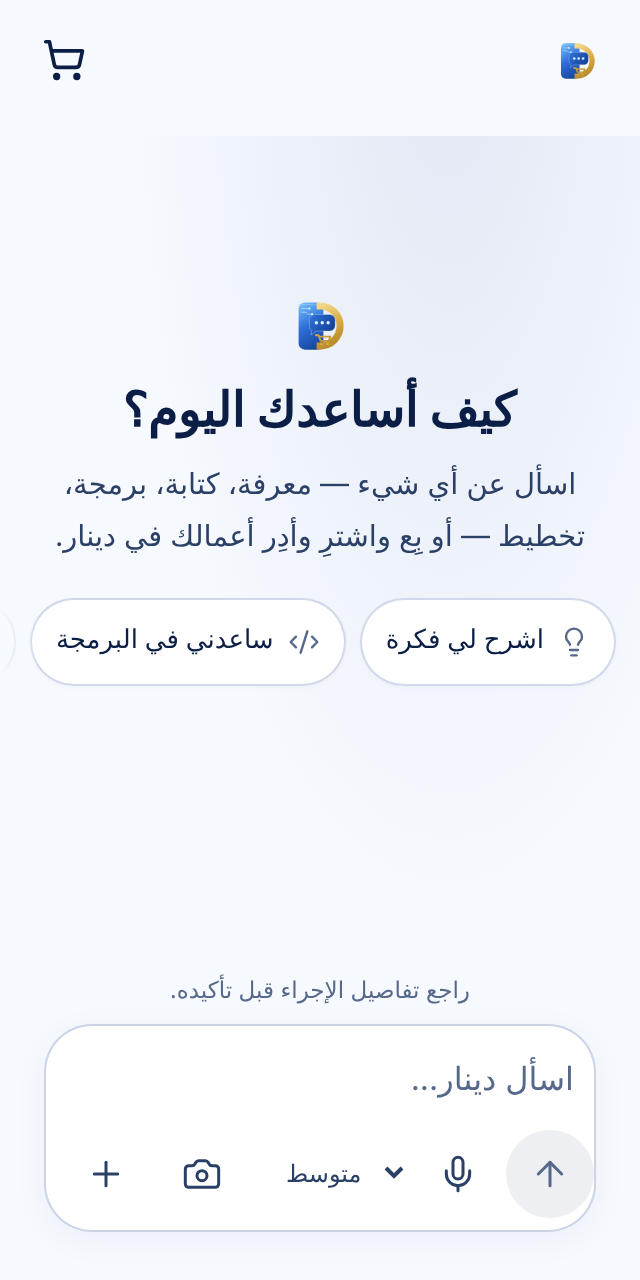 كيف أساعدك اليوم؟
اسأل عن أي شيء — معرفة، كتابة، برمجة،
تخطيط — أو بِع واشترِ وأدِر أعمالك في دينار.
اشرح لي فكرة
ساعدني في البرمجة
راجع تفاصيل الإجراء قبل تأكيده.
اسأل دينار...
متوسط